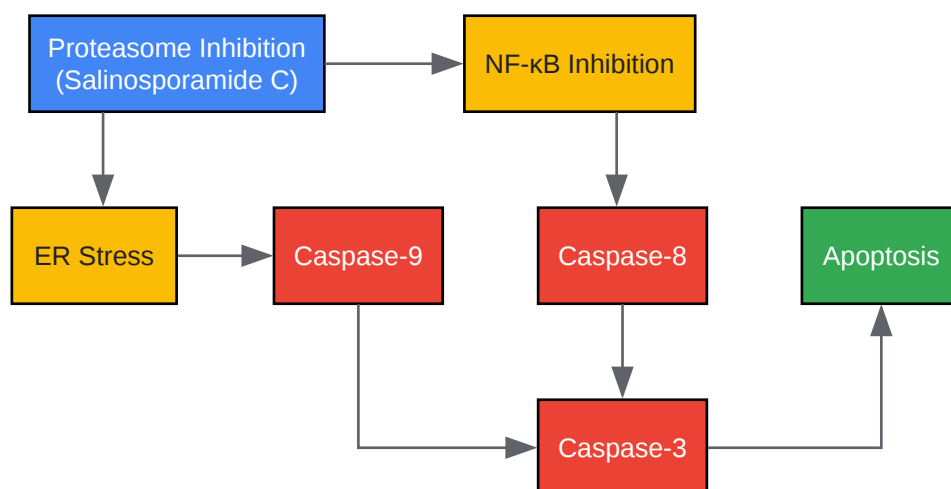 Proteasome Inhibition
(Salinosporamide C)
NF-κB Inhibition
ER Stress
Caspase-9
Caspase-8
Apoptosis
Caspase-3